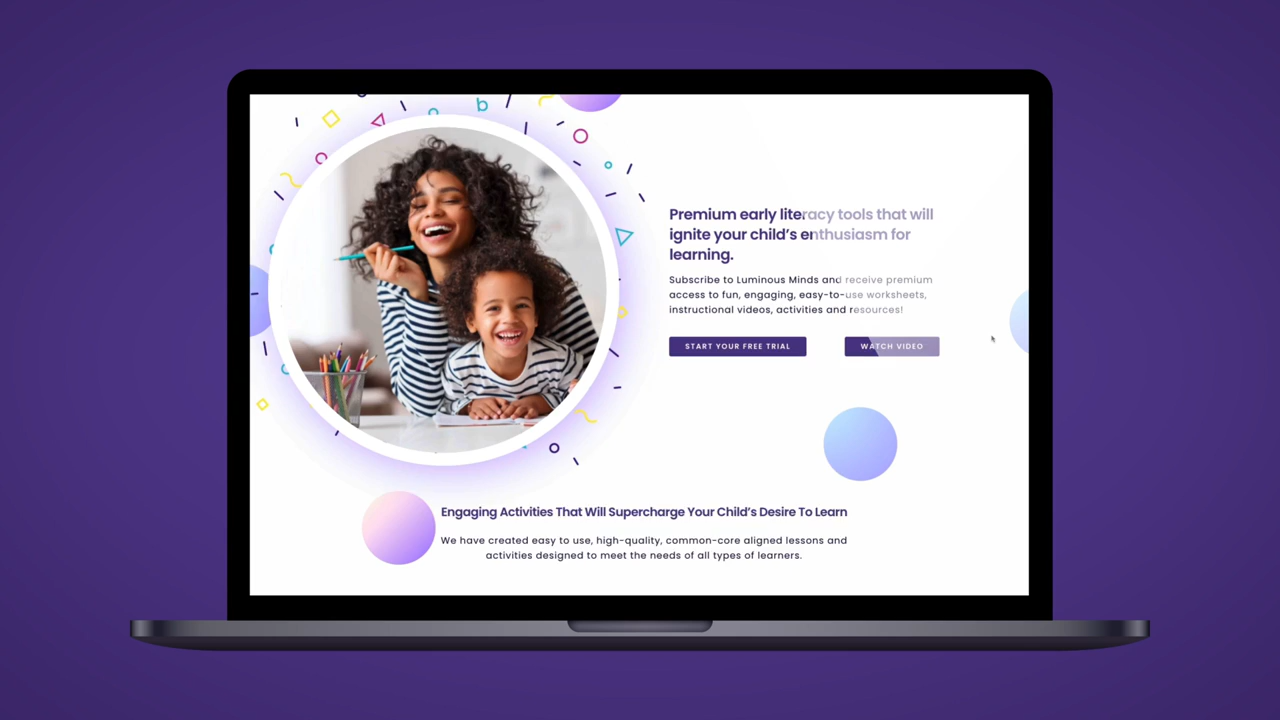 Premium early literacy tools that will
ignite your child's enthusiasm for
learning.
Subscribe to Luminous Minds and receive premium
access to fun, engaging, easy-to-use worksheets,
instructional videos, activities and resources!
START YOUR FREE TRIAL
WATCH VIDEO
Engaging Activities That Will Supercharge Your Child's Desire To Learn
We have created easy to use, high-quality, common-core aligned lessons and
activities designed to meet the needs of all types of learners.